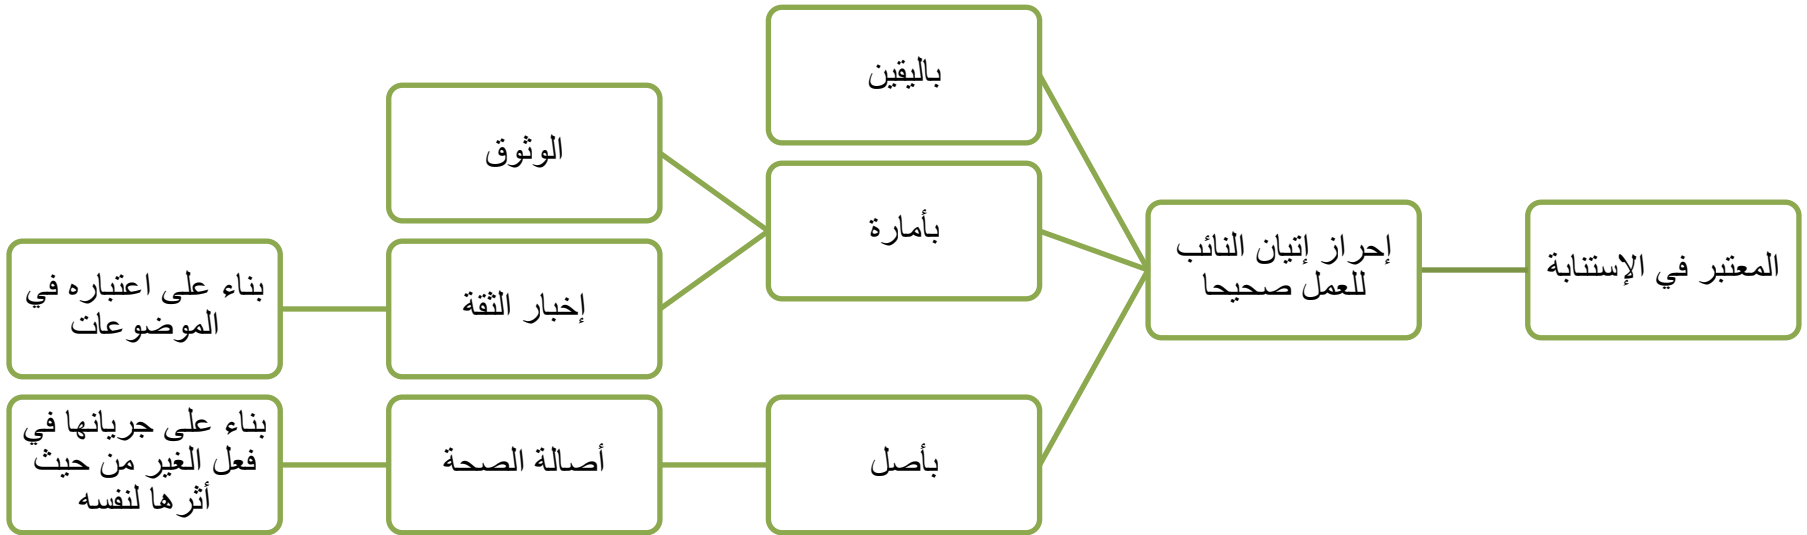 المعتبر في الإستنابة
إحراز إتيان النائب
للعمل صحيحا
باليقين
بأمارة
الوثوق
إخبار الثقة
بناء على اعتباره في
الموضوعات
بأصل
أصالة الصحة
بناء على جريانها في
فعل الغير من حيث
أثرها لنفسه